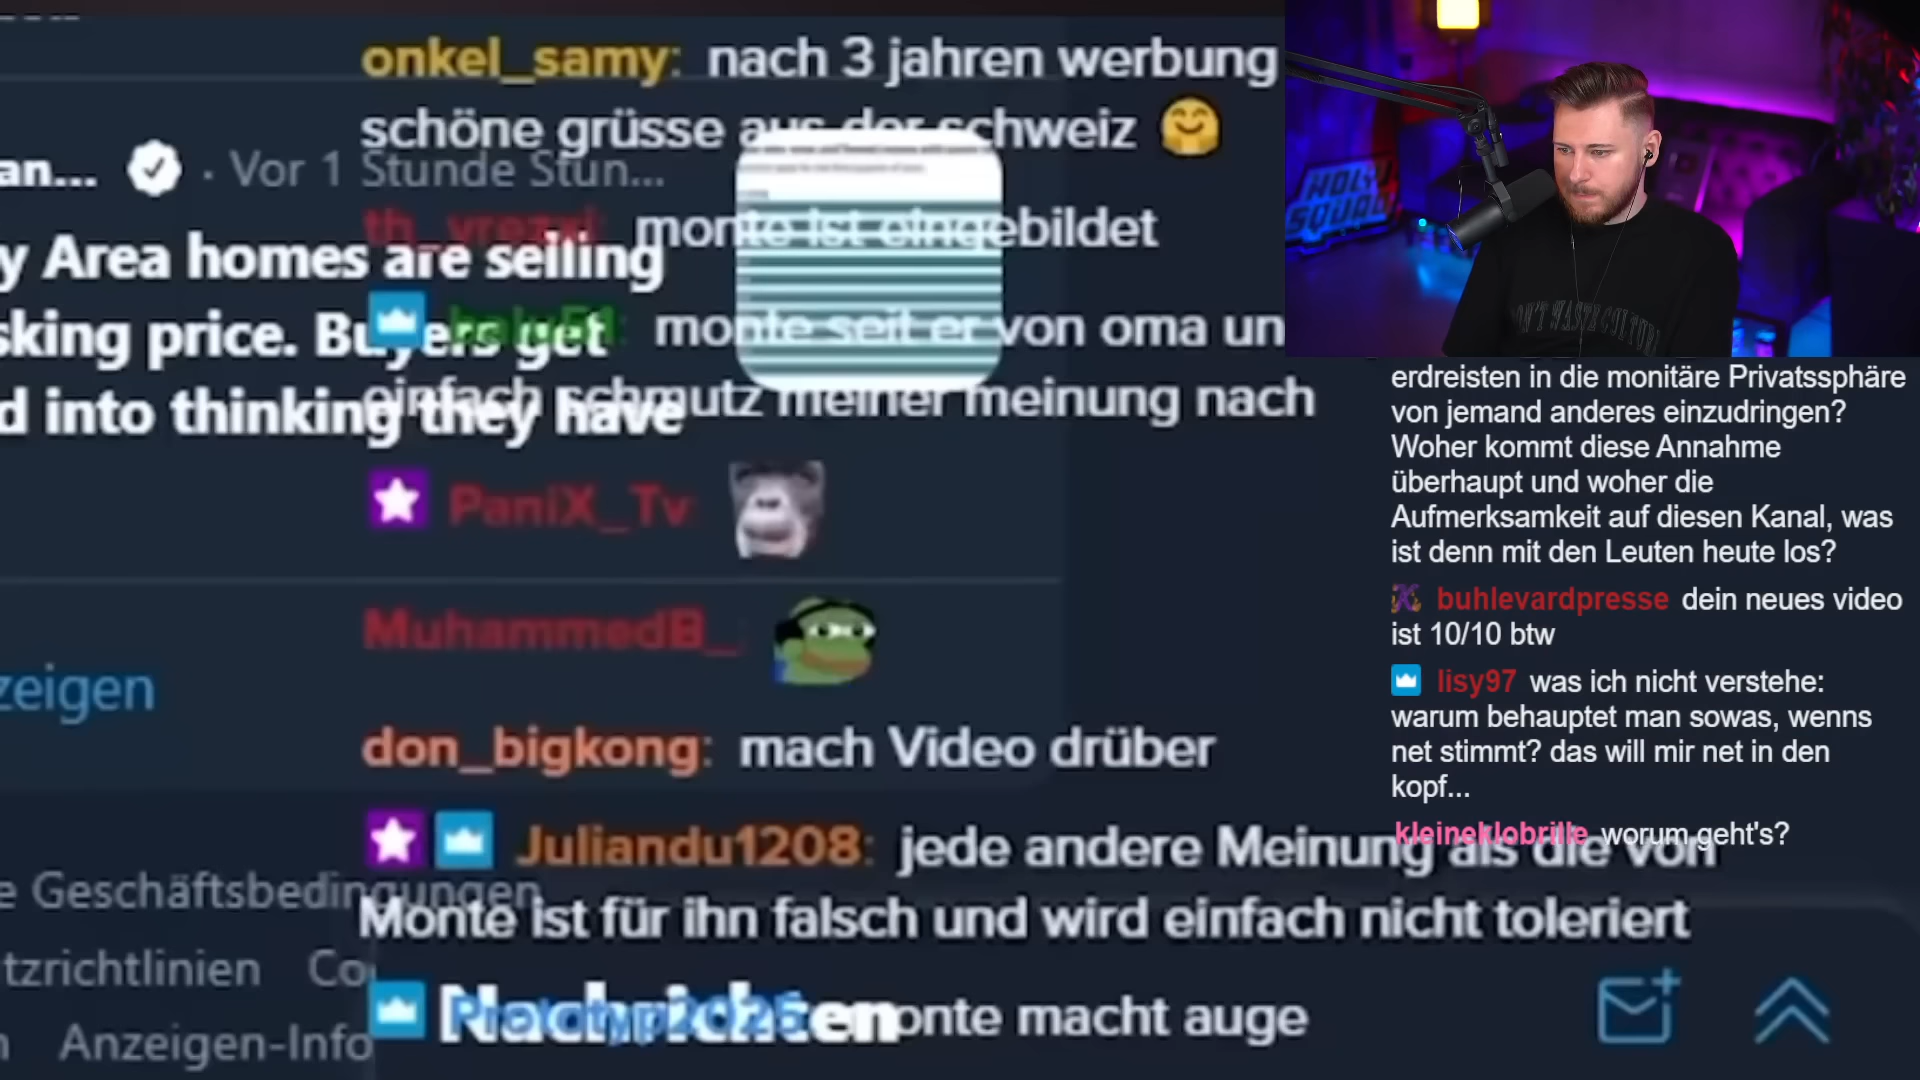 onkel_samy: nach 3 jahren werbung
schöne grüsse aus der schweiz
an... · Vor 1 Stunde Stun...
th_vrezxi: monte ist eingebildet
y Area homes are selling
monte seit er von oma un
sking price. Buyers get
einfach schmutz meiner meinung nach
d into thinking they have
PaniX_Tv:
MuhammedB_:
zeigen
don_bigkong: mach Video drüber
Juliandu1208: jede andere Meinung als die von
e Geschäftsbedingungen
Monte ist für ihn falsch und wird einfach nicht toleriert
tzrichtlinien
Nachrichten
monte macht auge
Anzeigen-Info
HOLY
SQUAD
DON'T WASTE CULTURE
erdreisten in die monitäre Privatssphäre
von jemand anderes einzudringen?
Woher kommt diese Annahme
überhaupt und woher die
Aufmerksamkeit auf diesen Kanal, was
ist denn mit den Leuten heute los?
buhlevardpresse dein neues video
ist 10/10 btw
lisy97 was ich nicht verstehe:
warum behauptet man sowas, wenns
net stimmt? das will mir net in den
kopf...
kleineklobrille worum geht's?